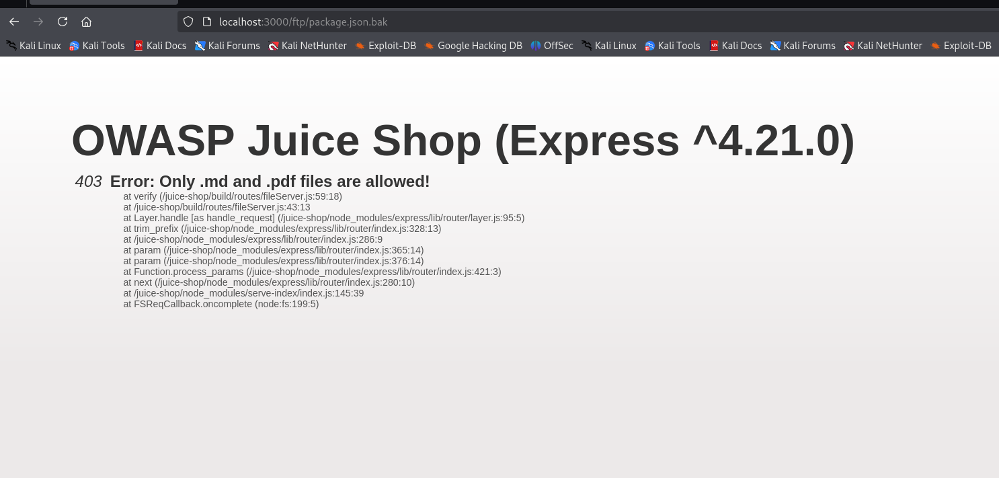 localhost:3000/ftp/package.json.bak
Kali Linux Kali Tools Kali Docs Kali Forums Kali NetHunter Exploit-DB Google Hacking DB OffSec Kali Linux Kali Tools Kali Docs Kali Forums Kali NetHunter Exploit-DB
OWASP Juice Shop (Express ^4.21.0)
403 Error: Only .md and .pdf files are allowed!
at verify (/juice-shop/build/routes/fileServer.js:59:18)
at /juice-shop/build/routes/fileServer.js:43:13
at Layer.handle [as handle_request] (/juice-shop/node_modules/express/lib/router/layer.js:95:5)
at trim_prefix (/juice-shop/node_modules/express/lib/router/index.js:328:13)
at /juice-shop/node_modules/express/lib/router/index.js:286:9
at param (/juice-shop/node_modules/express/lib/router/index.js:365:14)
at param (/juice-shop/node_modules/express/lib/router/index.js:376:14)
at Function.process_params (/juice-shop/node_modules/express/lib/router/index.js:421:3)
at next (/juice-shop/node_modules/express/lib/router/index.js:280:10)
at /juice-shop/node_modules/serve-index/index.js:145:39
at FSReqCallback.oncomplete (node:fs:199:5)